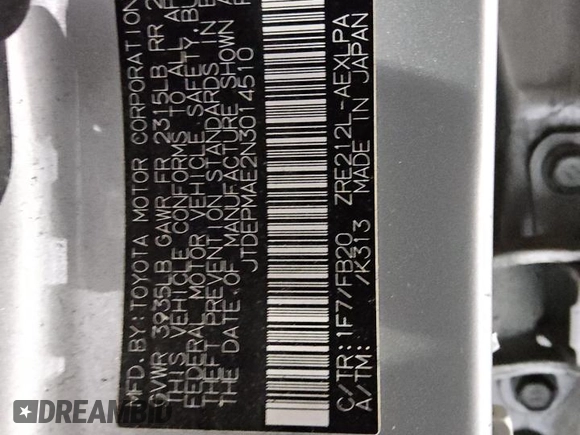 MFD. BY: TOYOTA MOTOR CORPORATION
GVWR 3935LB GAWR FR 2315LB RR
THIS VEHICLE CONFORMS TO ALL
FEDERAL MOTOR VEHICLE SAFETY,
THEFT PREVENTION STANDARDS IN
THE DATE OF MANUFACTURE SHOWN
JTDEPMAE2N3014510
C/TR: 1F7/FB20 ZRE212L-AEXLPA
A/TM: /K313 MADE IN JAPAN
DREAMBID